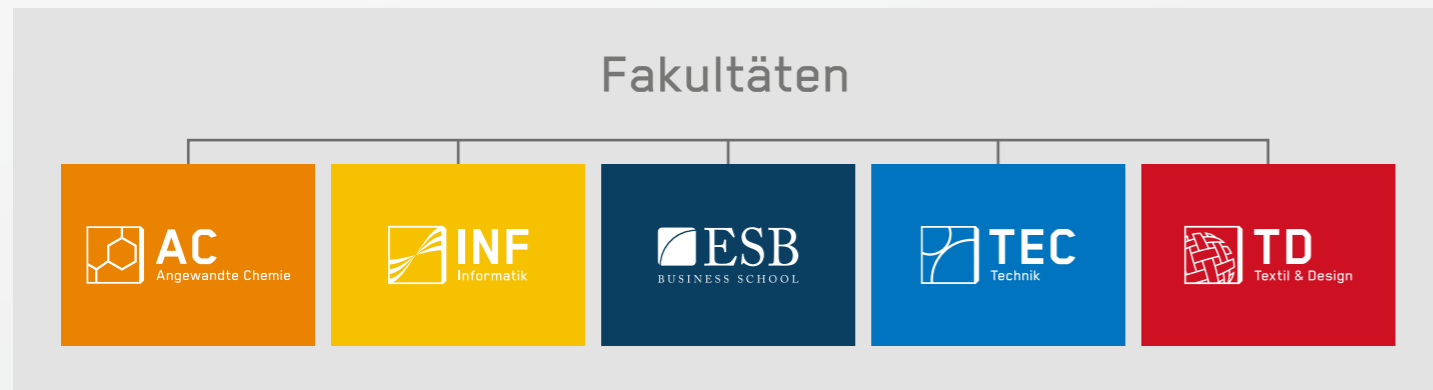 Fakultäten
AC
Angewandte Chemie
INF
Informatik
ESB
BUSINESS SCHOOL
TEC
Technik
TD
Textil & Design